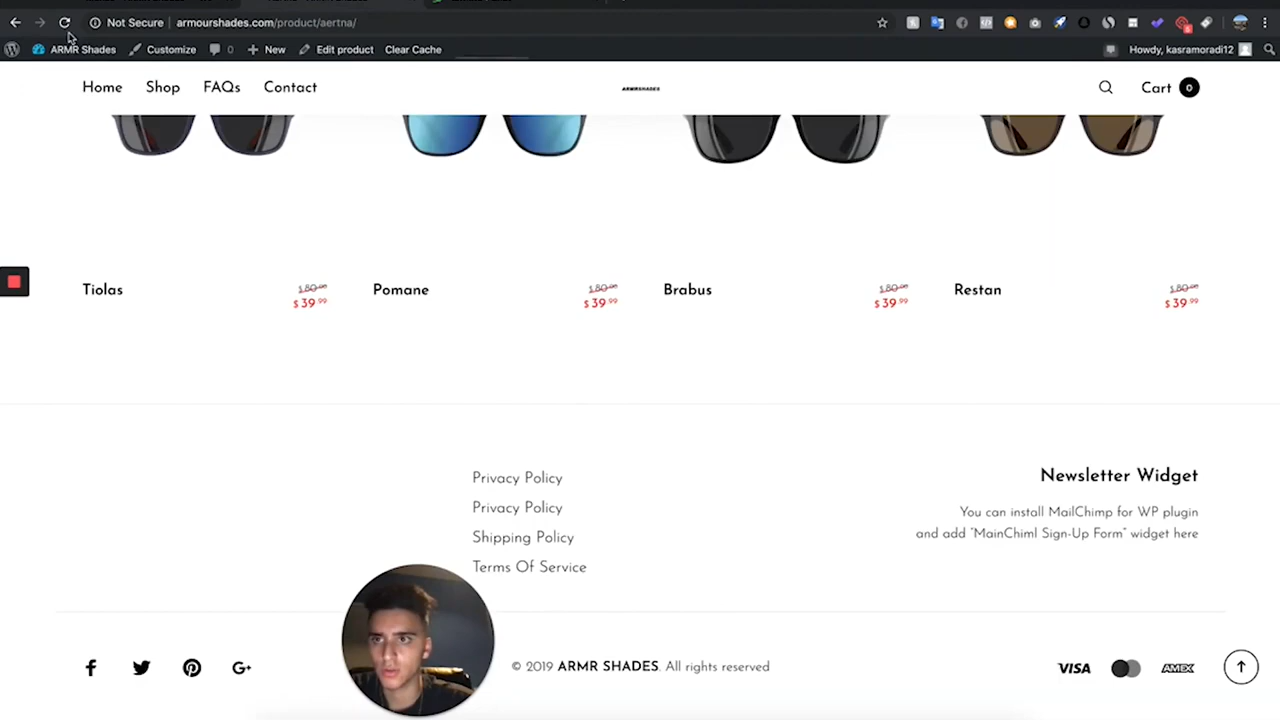 Not Secure armourshades.com/product/aertna/
ARMR Shades Customize 0 New Edit product Clear Cache Howdy, kasramoradi12
Home Shop FAQs Contact ARMRSHADES Cart 0
Tiolas $ 39.99 Pomane $ 39.99 Brabus $ 39.99 Restan $ 39.99
Privacy Policy
Privacy Policy
Shipping Policy
Terms Of Service
Newsletter Widget
You can install MailChimp for WP plugin
and add “MainChiml Sign-Up Form” widget here
© 2019 ARMR SHADES. All rights reserved
VISA AMEX